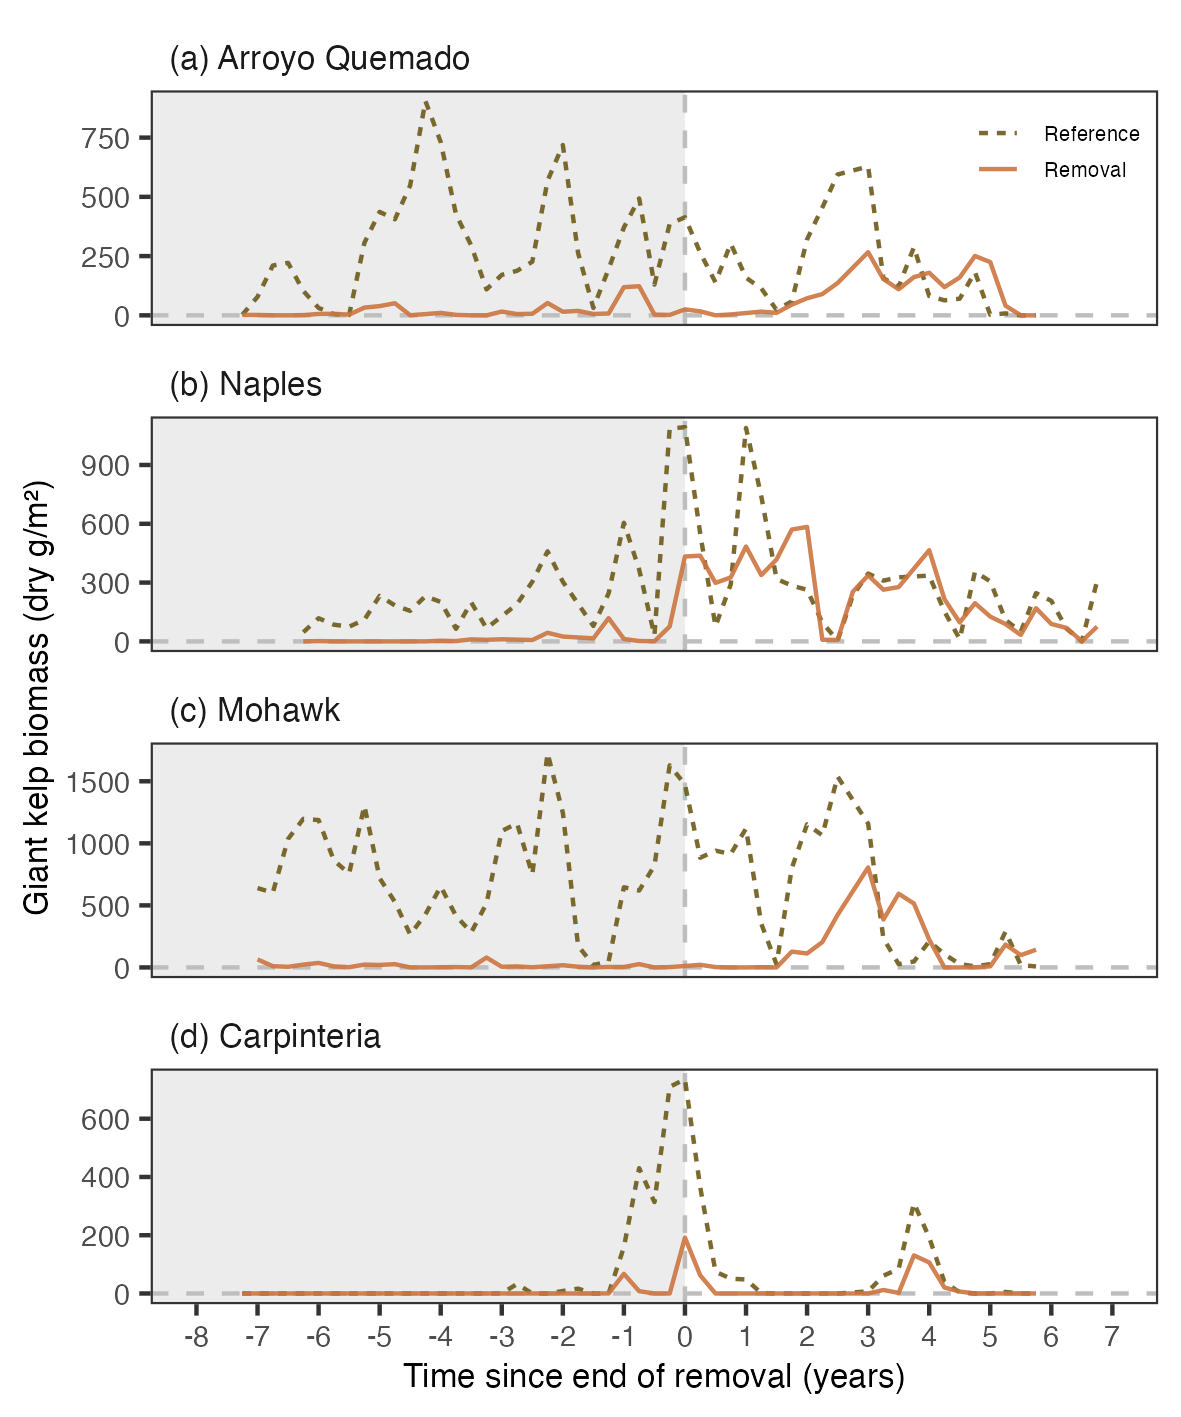 (a) Arroyo Quemado
750
500
250
0
Reference
Removal
(b) Naples
900
600
300
0
(c) Mohawk
1500
1000
500
0
(d) Carpinteria
600
400
200
0
-8 -7 -6 -5 -4 -3 -2 -1 0 1 2 3 4 5 6 7
Time since end of removal (years)
Giant kelp biomass (dry g/m²)